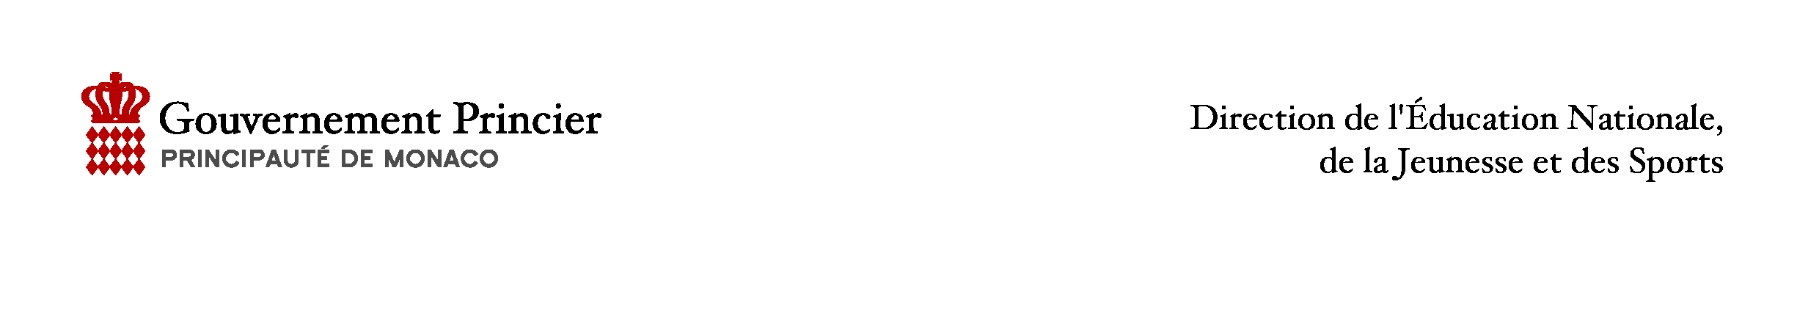 Gouvernement Princier
PRINCIPAUTÉ DE MONACO
Direction de l'Éducation Nationale,
de la Jeunesse et des Sports